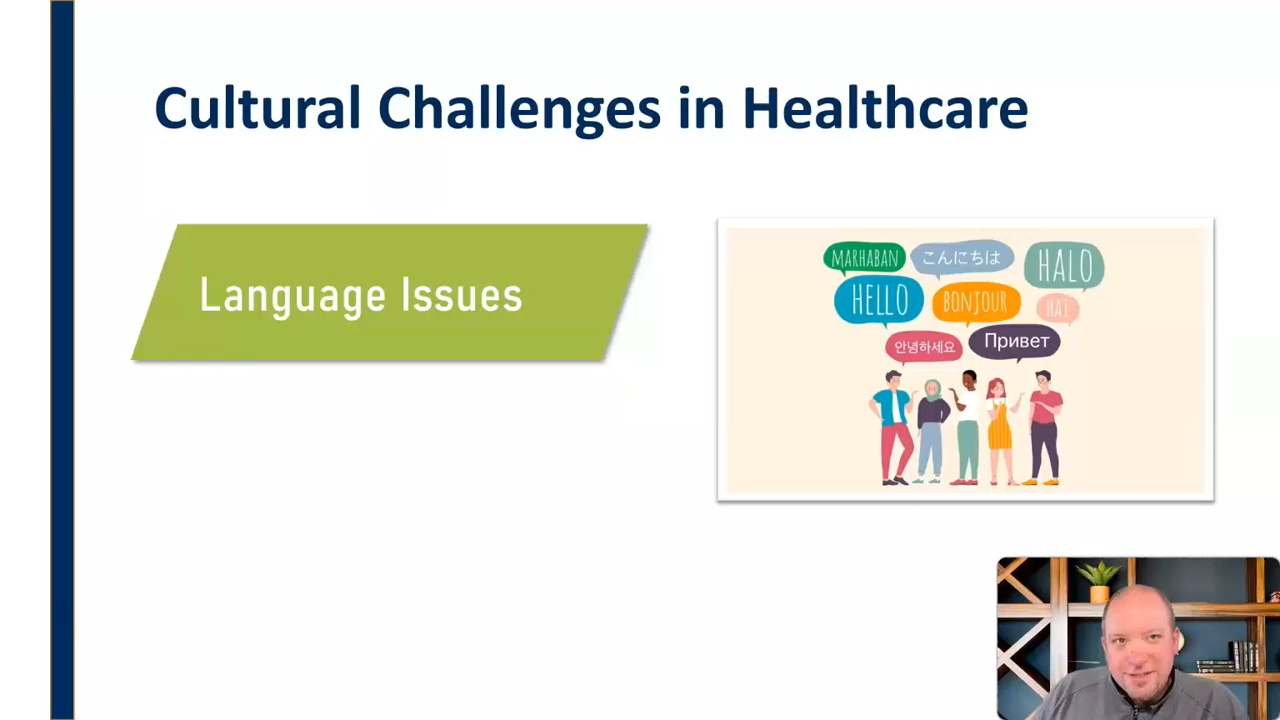 Cultural Challenges in Healthcare
Language Issues
MARHABAN
こんにちは
HALO
HELLO
BONJOUR
HAI
안녕하세요
Привет